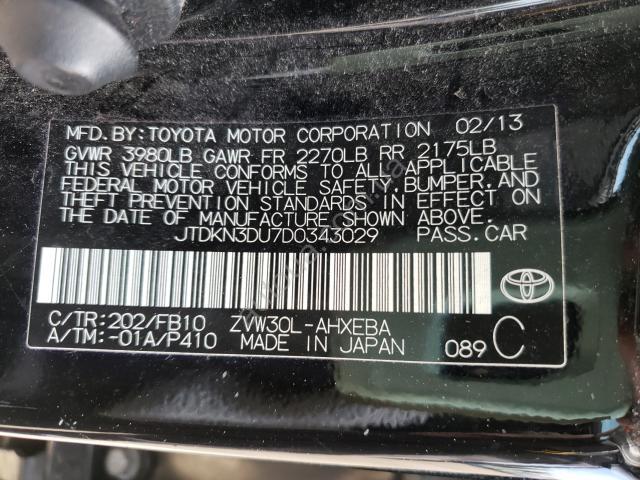 MFD. BY: TOYOTA MOTOR CORPORATION 02/13
GVWR 3980LB GAWR FR 2270LB RR 2175LB
THIS VEHICLE CONFORMS TO ALL APPLICABLE
FEDERAL MOTOR VEHICLE SAFETY, BUMPER, AND
THEFT PREVENTION STANDARDS IN EFFECT ON
THE DATE OF MANUFACTURE SHOWN ABOVE.
JTDKN3DU7D0343029 PASS. CAR
C/TR: 202/FB10 ZVW30L-AHXEBA
A/TM: -01A/P410 MADE IN JAPAN 089 C